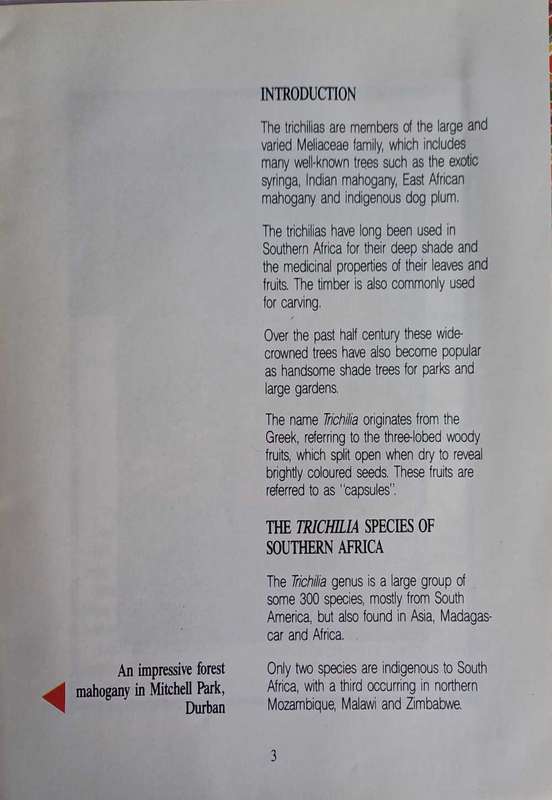 INTRODUCTION
The trichilias are members of the large and
varied Meliaceae family, which includes
many well-known trees such as the exotic
syringa, Indian mahogany, East African
mahogany and indigenous dog plum.
The trichilias have long been used in
Southern Africa for their deep shade and
the medicinal properties of their leaves and
fruits. The timber is also commonly used
for carving.
Over the past half century these wide-
crowned trees have also become popular
as handsome shade trees for parks and
large gardens.
The name Trichilia originates from the
Greek, referring to the three-lobed woody
fruits, which split open when dry to reveal
brightly coloured seeds. These fruits are
referred to as "capsules".
THE TRICHILIA SPECIES OF
SOUTHERN AFRICA
The Trichilia genus is a large group of
some 300 species, mostly from South
America, but also found in Asia, Madagas-
car and Africa.
Only two species are indigenous to South
Africa, with a third occurring in northern
Mozambique, Malawi and Zimbabwe.
An impressive forest
mahogany in Mitchell Park,
Durban
3